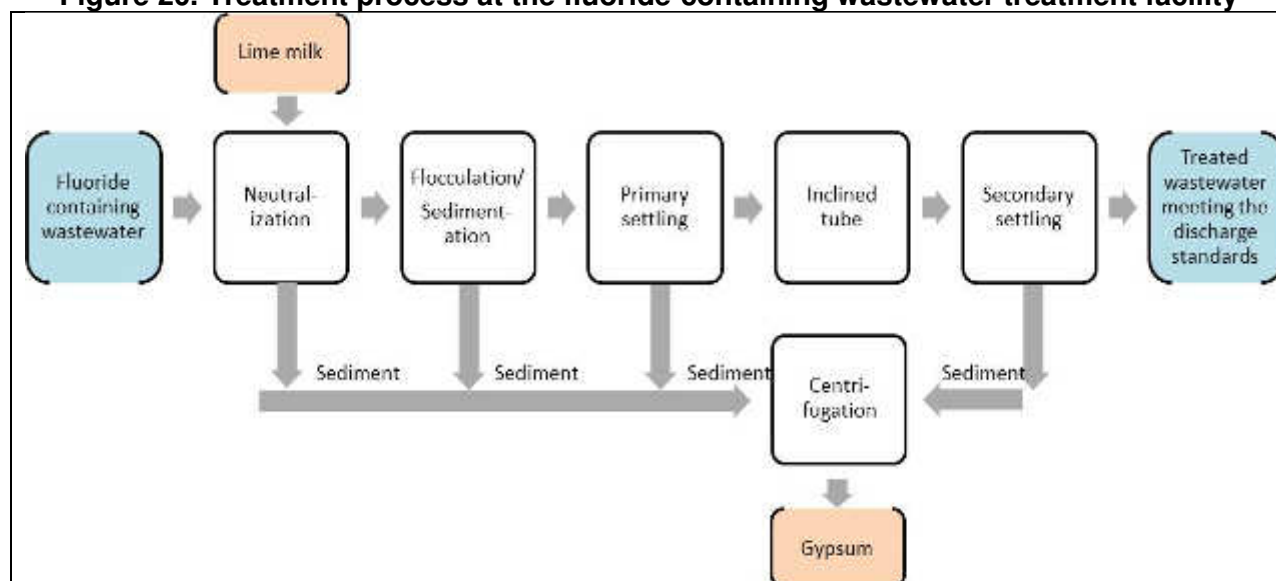 Figure 20. Treatment process at the fluoride-containing wastewater treatment facility
Lime milk
Fluoride
containing
wastewater
Neutral-
ization
Flocculation/
Sediment-
ation
Primary
settling
Inclined
tube
Secondary
settling
Treated
wastewater
meeting the
discharge
standards
Sediment
Sediment
Sediment
Centri-
fugation
Sediment
Gypsum